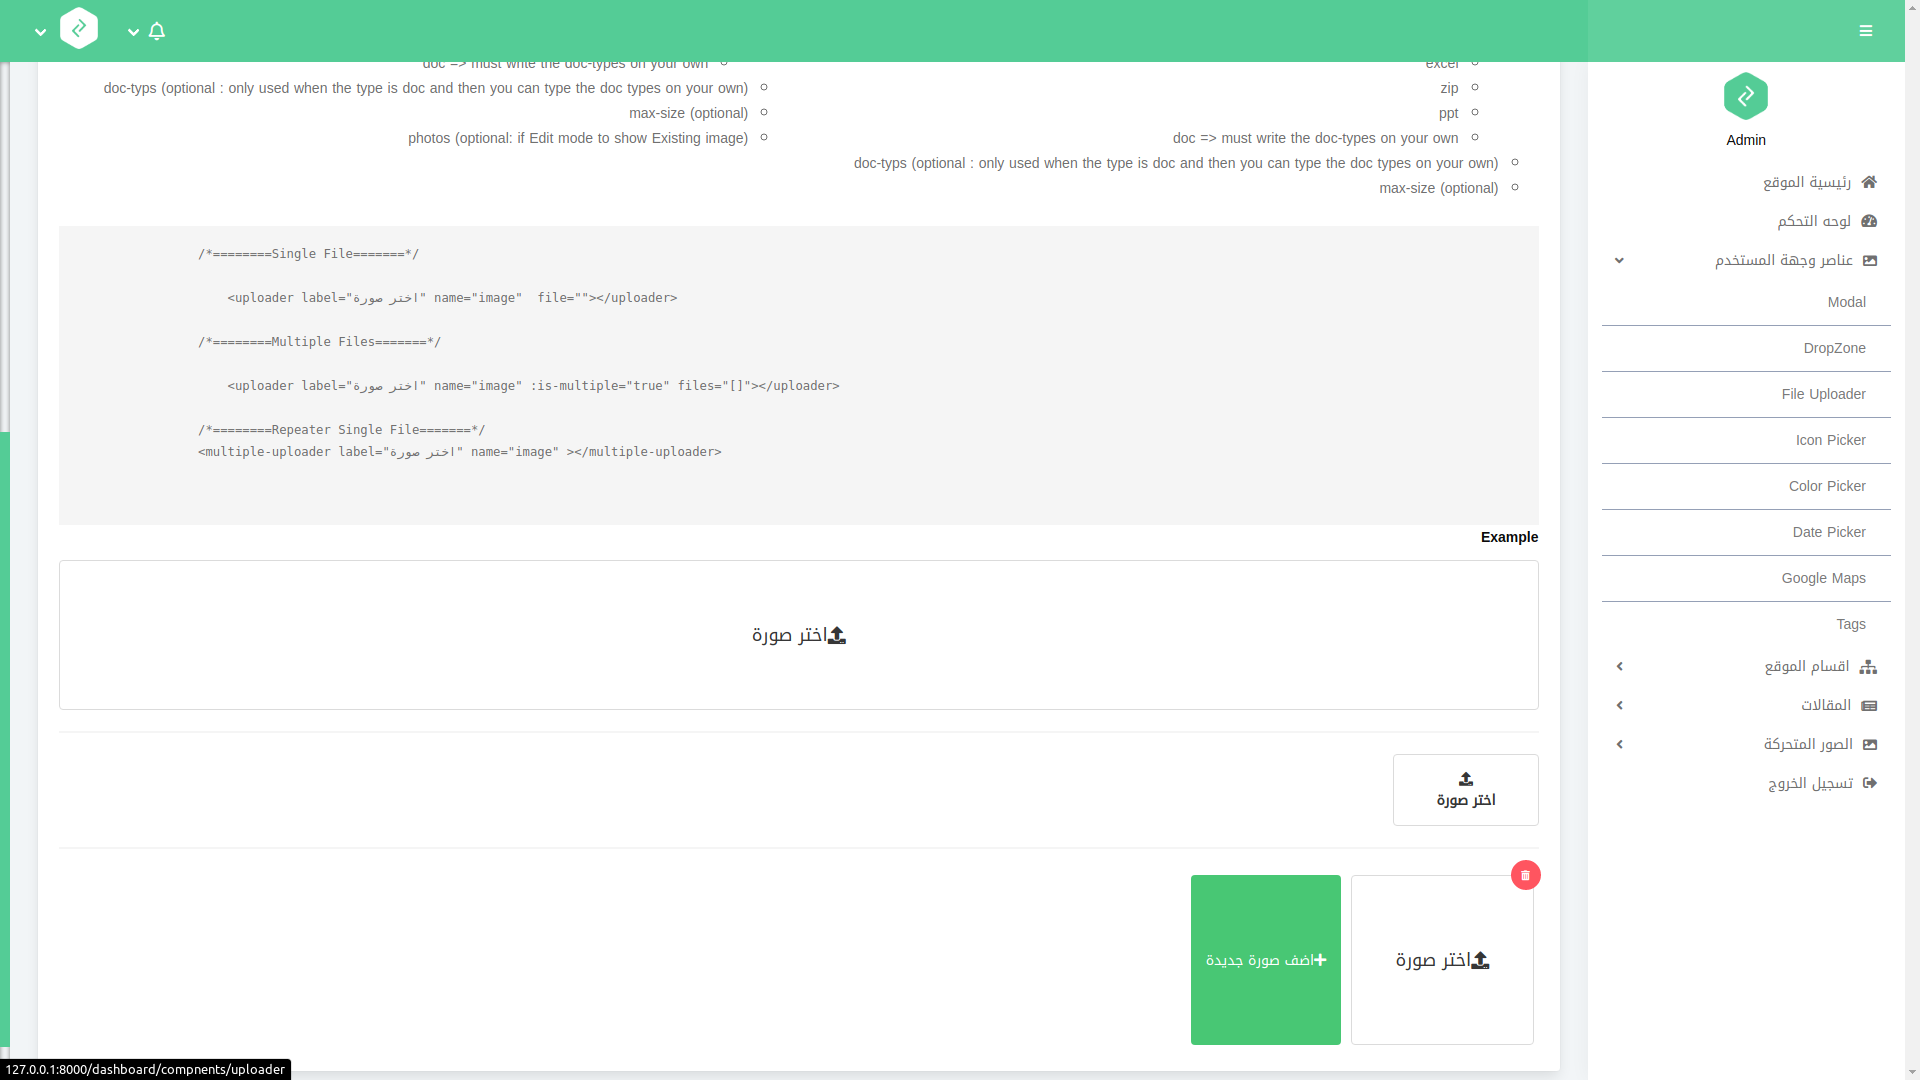 Admin
رئيسية الموقع
لوحه التحكم
عناصر وجهة المستخدم
Modal
DropZone
File Uploader
Icon Picker
Color Picker
Date Picker
Google Maps
Tags
اقسام الموقع
المقالات
الصور المتحركة
تسجيل الخروج
excel
zip
ppt
doc => must write the doc-types on your own
doc-typs (optional : only used when the type is doc and then you can type the doc types on your own)
max-size (optional)
doc => must write the doc-types on your own
doc-typs (optional : only used when the type is doc and then you can type the doc types on your own)
max-size (optional)
photos (optional: if Edit mode to show Existing image)
/*========Single File=======*/
<uploader label="اختر صورة" name="image"  file=""></uploader>
/*========Multiple Files=======*/
<uploader label="اختر صورة" name="image" :is-multiple="true" files="[]"></uploader>
/*========Repeater Single File=======*/
<multiple-uploader label="اختر صورة" name="image" ></multiple-uploader>
Example
اختر صورة
اختر صورة
اختر صورة
اضف صورة جديدة
127.0.0.1:8000/dashboard/compnents/uploader